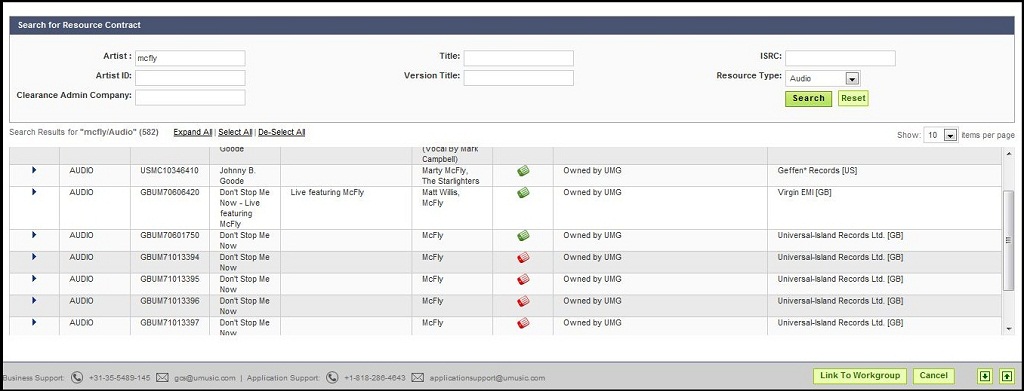 Search for Resource Contract
Artist : mcfly Title: ISRC:
Artist ID: Version Title: Resource Type: Audio
Clearance Admin Company:
Search Reset
Search Results for "mcfly/Audio" (582) Expand All | Select All | De-Select All
Show: 10 items per page
Goode (Vocal By Mark Campbell)
AUDIO USMC10346410 Johnny B. Goode Marty McFly, The Starlighters Owned by UMG Geffen* Records [US]
AUDIO GBUM70606420 Don't Stop Me Now - Live featuring McFly Live featuring McFly Matt Willis, McFly Owned by UMG Virgin EMI [GB]
AUDIO GBUM70601750 Don't Stop Me Now McFly Owned by UMG Universal-Island Records Ltd. [GB]
AUDIO GBUM71013394 Don't Stop Me Now McFly Owned by UMG Universal-Island Records Ltd. [GB]
AUDIO GBUM71013395 Don't Stop Me Now McFly Owned by UMG Universal-Island Records Ltd. [GB]
AUDIO GBUM71013396 Don't Stop Me Now McFly Owned by UMG Universal-Island Records Ltd. [GB]
AUDIO GBUM71013397 Don't Stop Me Now McFly Owned by UMG Universal-Island Records Ltd. [GB]
Business Support: +31-35-5489-145 gcs@umusic.com | Application Support: +1-818-286-4643 applicationsupport@umusic.com
Link To Workgroup Cancel